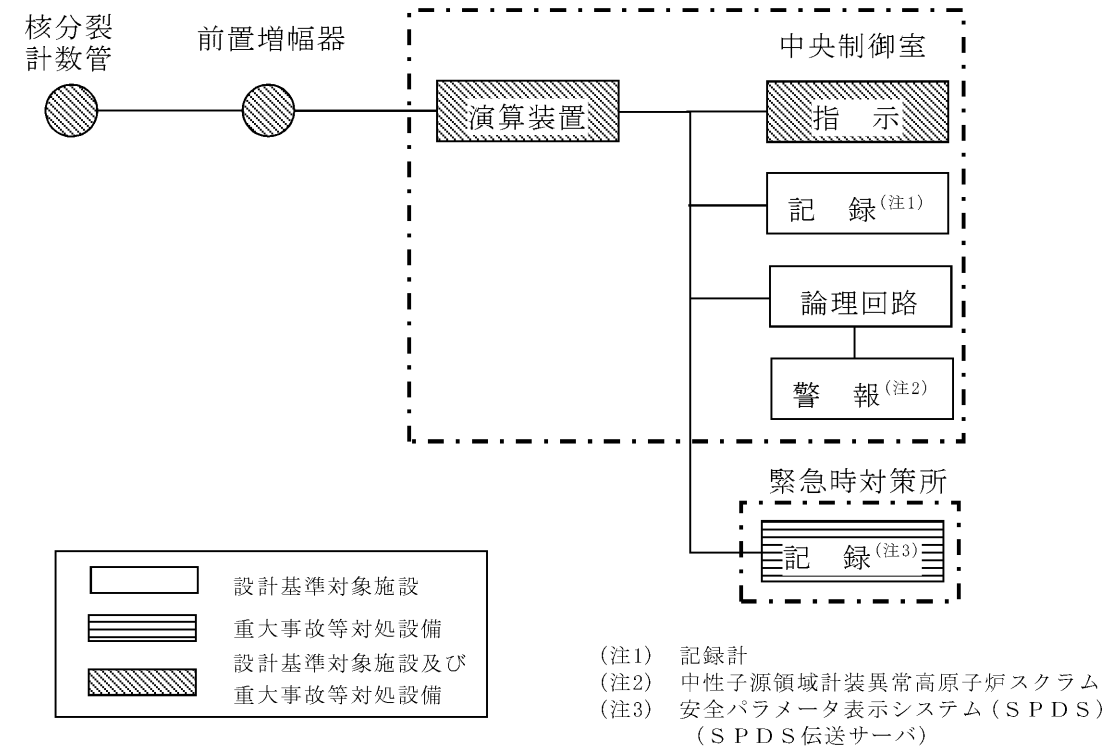 核分裂
計数管
前置増幅器
中央制御室
演算装置
指　示
記　録(注1)
論理回路
警　報(注2)
緊急時対策所
記　録(注3)
設計基準対象施設
重大事故等対処設備
設計基準対象施設及び
重大事故等対処設備
(注1)　記録計
(注2)　中性子源領域計装異常高原子炉スクラム
(注3)　安全パラメータ表示システム(ＳＰＤＳ)
(ＳＰＤＳ伝送サーバ)